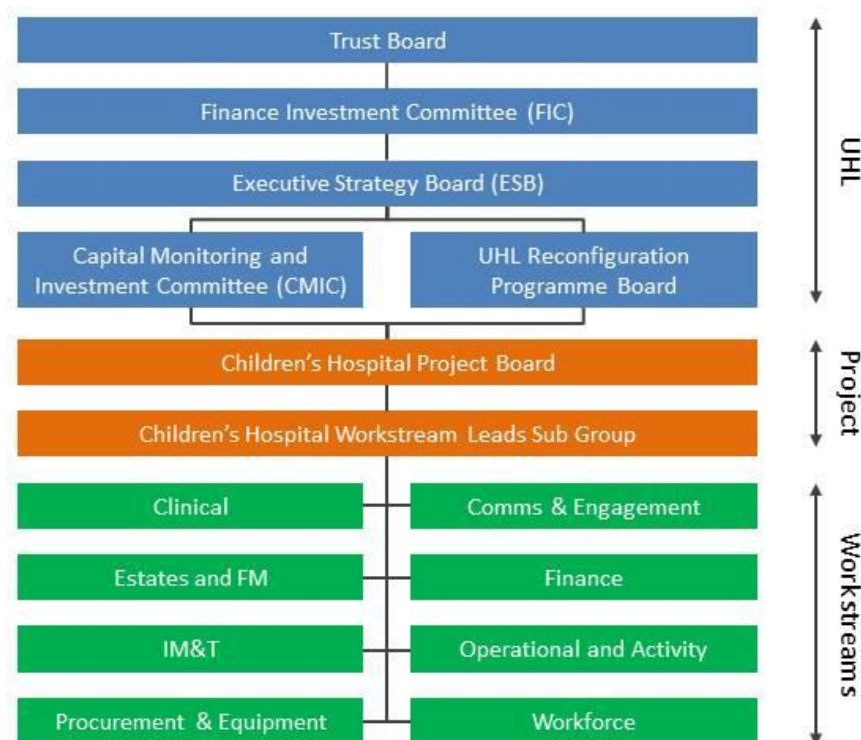 Trust Board
Finance Investment Committee (FIC)
Executive Strategy Board (ESB)
Capital Monitoring and
Investment Committee (CMIC)
UHL Reconfiguration
Programme Board
UHL
Children's Hospital Project Board
Children's Hospital Workstream Leads Sub Group
Project
Clinical
Comms & Engagement
Estates and FM
Finance
IM&T
Operational and Activity
Procurement & Equipment
Workforce
Workstreams